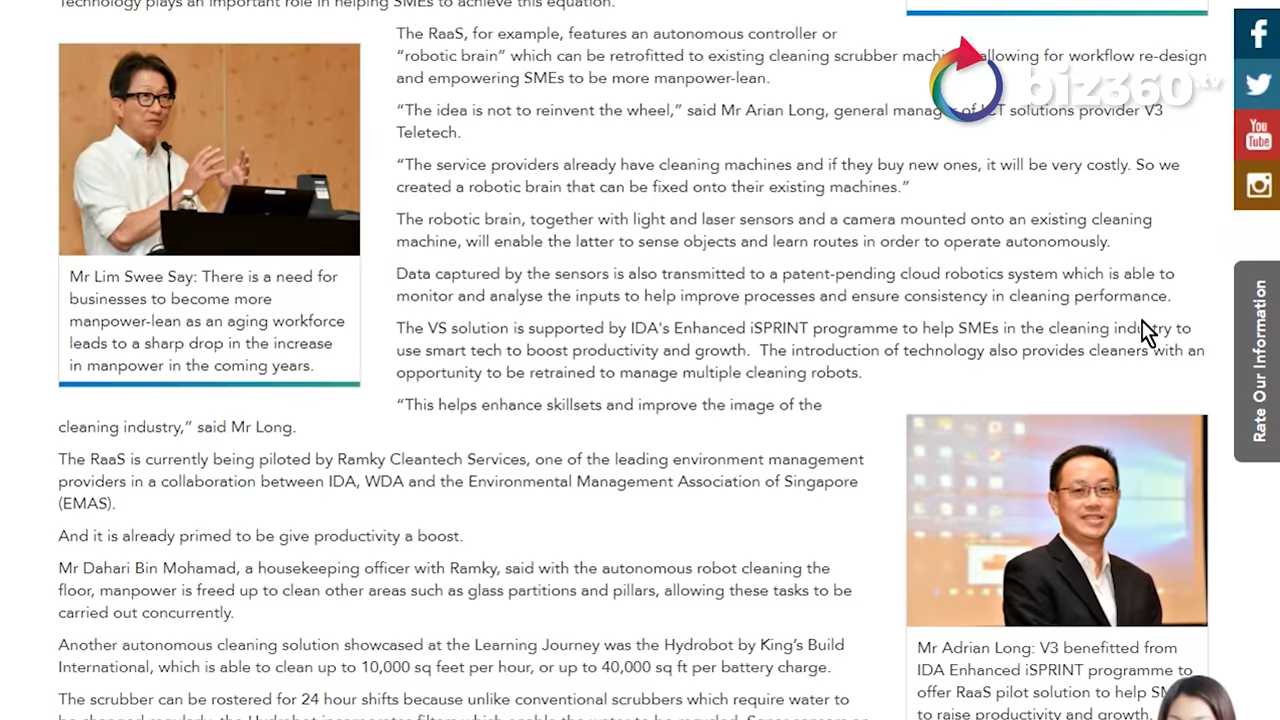 Technology plays an important role in helping SMEs to achieve this equation.
The RaaS, for example, features an autonomous controller or
“robotic brain” which can be retrofitted to existing cleaning scrubber allowing for workflow re-design
and empowering SMEs to be more manpower-lean.
“The idea is not to reinvent the wheel,” said Mr Arian Long, general manager of ICT solutions provider V3
Teletech.
“The service providers already have cleaning machines and if they buy new ones, it will be very costly. So we
created a robotic brain that can be fixed onto their existing machines.”
The robotic brain, together with light and laser sensors and a camera mounted onto an existing cleaning
machine, will enable the latter to sense objects and learn routes in order to operate autonomously.
Data captured by the sensors is also transmitted to a patent-pending cloud robotics system which is able to
monitor and analyse the inputs to help improve processes and ensure consistency in cleaning performance.
The VS solution is supported by IDA's Enhanced iSPRINT programme to help SMEs in the cleaning industry to
use smart tech to boost productivity and growth. The introduction of technology also provides cleaners with an
opportunity to be retrained to manage multiple cleaning robots.
“This helps enhance skillsets and improve the image of the
cleaning industry,” said Mr Long.
The RaaS is currently being piloted by Ramky Cleantech Services, one of the leading environment management
providers in a collaboration between IDA, WDA and the Environmental Management Association of Singapore
(EMAS).
And it is already primed to be give productivity a boost.
Mr Dahari Bin Mohamad, a housekeeping officer with Ramky, said with the autonomous robot cleaning the
floor, manpower is freed up to clean other areas such as glass partitions and pillars, allowing these tasks to be
carried out concurrently.
Another autonomous cleaning solution showcased at the Learning Journey was the Hydrobot by King’s Build
International, which is able to clean up to 10,000 sq feet per hour, or up to 40,000 sq ft per battery charge.
The scrubber can be rostered for 24 hour shifts because unlike conventional scrubbers which require water to
be changed regularly, the Hydrobot incorporates filters which enable the water to be recycled.
Mr Lim Swee Say: There is a need for
businesses to become more
manpower-lean as an aging workforce
leads to a sharp drop in the increase
in manpower in the coming years.
Mr Adrian Long: V3 benefitted from
IDA Enhanced iSPRINT programme to
offer RaaS pilot solution to help
to raise productivity and growth.
biz360.tv
You
Tube
Rate Our Information